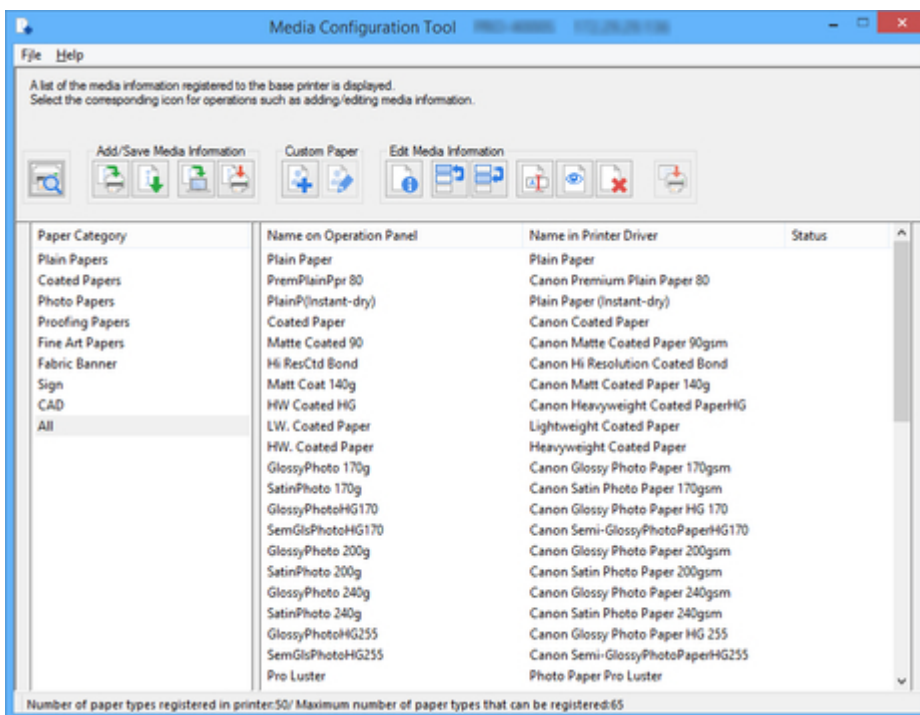 Media Configuration Tool
File Help
A list of the media information registered to the base printer is displayed.
Select the corresponding icon for operations such as adding/editing media information.
Add/Save Media Information Custom Paper Edit Media Information
Paper Category Name on Operation Panel Name in Printer Driver Status
Plain Papers Plain Paper Plain Paper
Coated Papers PremPlainPpr 80 Canon Premium Plain Paper 80
Photo Papers PlainP(Instant-dry) Plain Paper (Instant-dry)
Proofing Papers Coated Paper Canon Coated Paper
Fine Art Papers Matte Coated 90 Canon Matte Coated Paper 90gsm
Fabric Banner Hi ResCtd Bond Canon Hi Resolution Coated Bond
Sign Matt Coat 140g Canon Matt Coated Paper 140g
CAD HW Coated HG Canon Heavyweight Coated PaperHG
All LW. Coated Paper Lightweight Coated Paper
HW. Coated Paper Heavyweight Coated Paper
GlossyPhoto 170g Canon Glossy Photo Paper 170gsm
SatinPhoto 170g Canon Satin Photo Paper 170gsm
GlossyPhotoHG170 Canon Glossy Photo Paper HG 170
SemGlsPhotoHG170 Canon Semi-GlossyPhotoPaperHG170
GlossyPhoto 200g Canon Glossy Photo Paper 200gsm
SatinPhoto 200g Canon Satin Photo Paper 200gsm
GlossyPhoto 240g Canon Glossy Photo Paper 240gsm
SatinPhoto 240g Canon Satin Photo Paper 240gsm
GlossyPhotoHG255 Canon Glossy Photo Paper HG 255
SemGlsPhotoHG255 Canon Semi-GlossyPhotoPaperHG255
Pro Luster Photo Paper Pro Luster
Number of paper types registered in printer:50/ Maximum number of paper types that can be registered:65